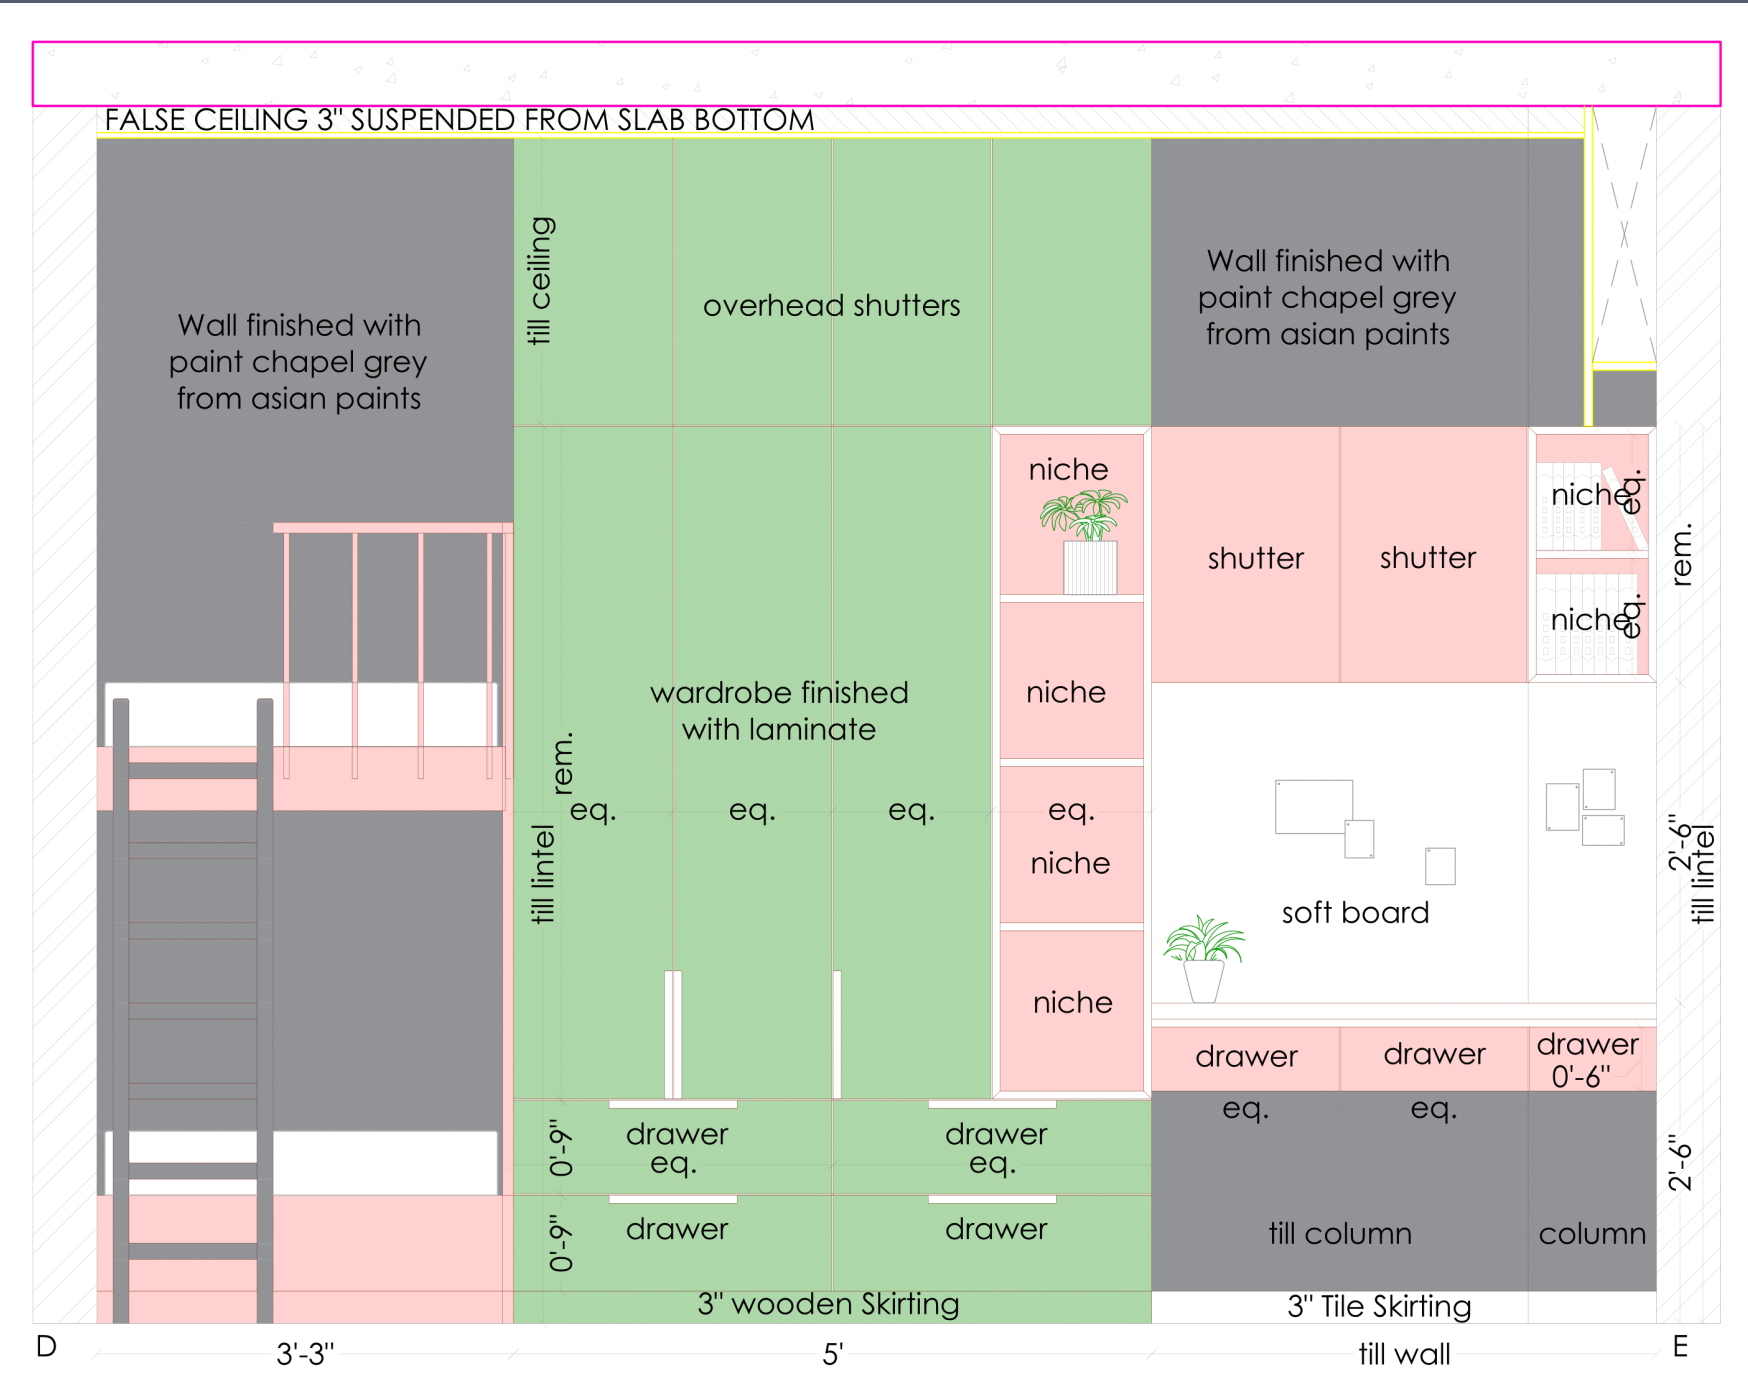 FALSE CEILING 3" SUSPENDED FROM SLAB BOTTOM
Wall finished with
paint chapel grey
from asian paints
till ceiling
overhead shutters
Wall finished with
paint chapel grey
from asian paints
niche
shutter
shutter
niche
eq.
niche
eq.
rem.
wardrobe finished
with laminate
niche
rem.
till lintel
eq.
eq.
eq.
eq.
niche
niche
soft board
2'-6"
till lintel
drawer
drawer
drawer
0'-6"
eq.
eq.
0'-9"
drawer
eq.
drawer
eq.
2'-6"
0'-9"
drawer
drawer
till column
column
3" wooden Skirting
3" Tile Skirting
D
3'-3"
5'
till wall
E